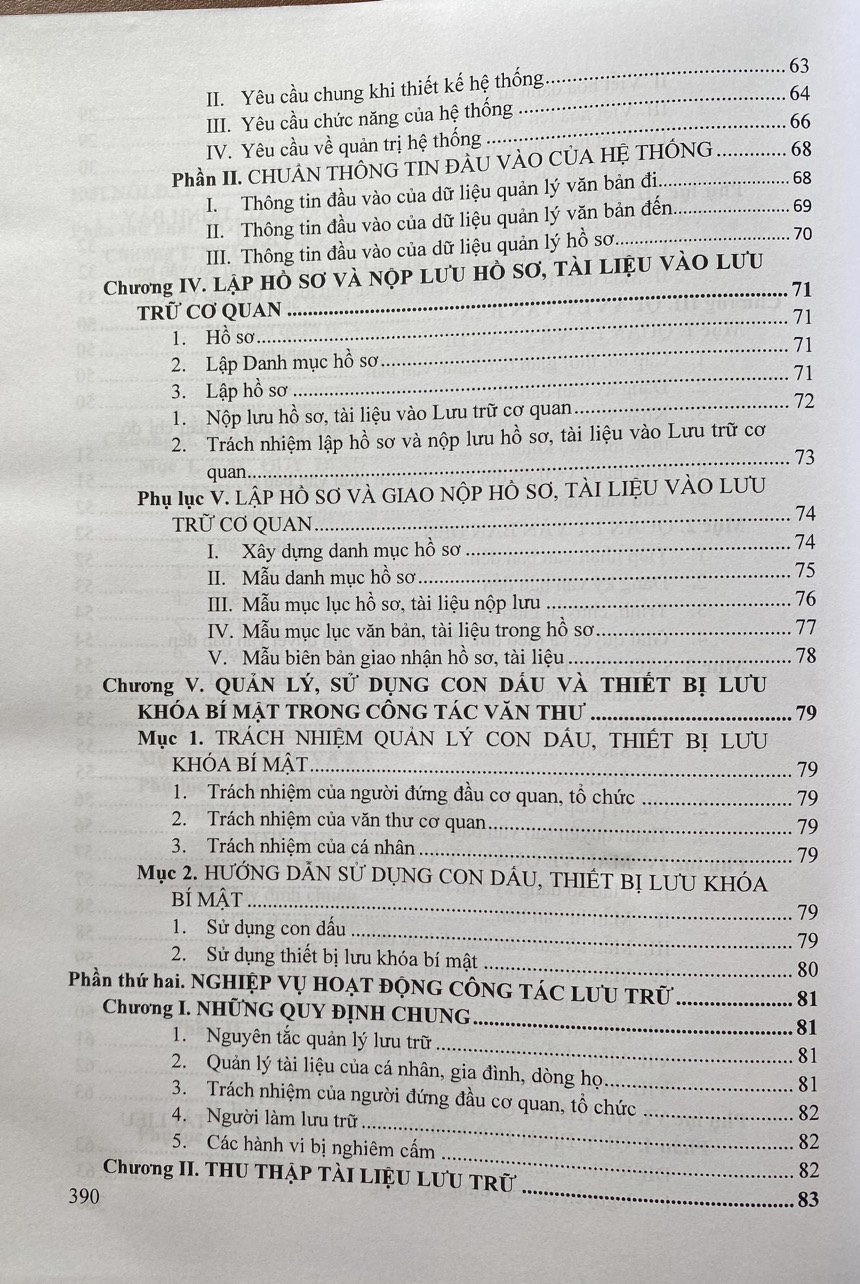 II. Yêu cầu chung khi thiết kế hệ thống 63
III. Yêu cầu chức năng của hệ thống 64
IV. Yêu cầu về quản trị hệ thống 66
Phần II. CHUẨN THÔNG TIN ĐẦU VÀO CỦA HỆ THỐNG 68
I. Thông tin đầu vào của dữ liệu quản lý văn bản đi 68
II. Thông tin đầu vào của dữ liệu quản lý văn bản đến 69
III. Thông tin đầu vào của dữ liệu quản lý hồ sơ 70
Chương IV. LẬP HỒ SƠ VÀ NỘP LƯU HỒ SƠ, TÀI LIỆU VÀO LƯU
TRỮ CƠ QUAN 71
1. Hồ sơ 71
2. Lập Danh mục hồ sơ 71
3. Lập hồ sơ 71
1. Nộp lưu hồ sơ, tài liệu vào Lưu trữ cơ quan 72
2. Trách nhiệm lập hồ sơ và nộp lưu hồ sơ, tài liệu vào Lưu trữ cơ
quan 73
Phụ lục V. LẬP HỒ SƠ VÀ GIAO NỘP HỒ SƠ, TÀI LIỆU VÀO LƯU
TRỮ CƠ QUAN 74
I. Xây dựng danh mục hồ sơ 74
II. Mẫu danh mục hồ sơ 75
III. Mẫu mục lục hồ sơ, tài liệu nộp lưu 76
IV. Mẫu mục lục văn bản, tài liệu trong hồ sơ 77
V. Mẫu biên bản giao nhận hồ sơ, tài liệu 78
Chương V. QUẢN LÝ, SỬ DỤNG CON DẤU VÀ THIẾT BỊ LƯU
KHÓA BÍ MẬT TRONG CÔNG TÁC VĂN THƯ 79
Mục 1. TRÁCH NHIỆM QUẢN LÝ CON DẤU, THIẾT BỊ LƯU
KHÓA BÍ MẬT 79
1. Trách nhiệm của người đứng đầu cơ quan, tổ chức 79
2. Trách nhiệm của văn thư cơ quan 79
3. Trách nhiệm của cá nhân 79
Mục 2. HƯỚNG DẪN SỬ DỤNG CON DẤU, THIẾT BỊ LƯU KHÓA
BÍ MẬT 79
1. Sử dụng con dấu 79
2. Sử dụng thiết bị lưu khóa bí mật 80
Phần thứ hai. NGHIỆP VỤ HOẠT ĐỘNG CÔNG TÁC LƯU TRỮ 81
Chương I. NHỮNG QUY ĐỊNH CHUNG 81
1. Nguyên tắc quản lý lưu trữ 81
2. Quản lý tài liệu của cá nhân, gia đình, dòng họ 81
3. Trách nhiệm của người đứng đầu cơ quan, tổ chức 82
4. Người làm lưu trữ 82
5. Các hành vi bị nghiêm cấm 82
Chương II. THU THẬP TÀI LIỆU LƯU TRỮ 83
390